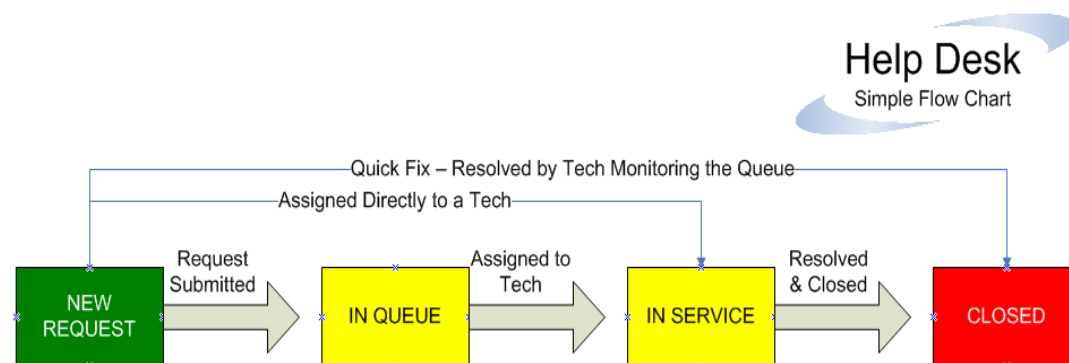 Help Desk
Simple Flow Chart
Quick Fix – Resolved by Tech Monitoring the Queue
Assigned Directly to a Tech
Request
Submitted
Assigned to
Tech
Resolved
& Closed
NEW
REQUEST
IN QUEUE
IN SERVICE
CLOSED